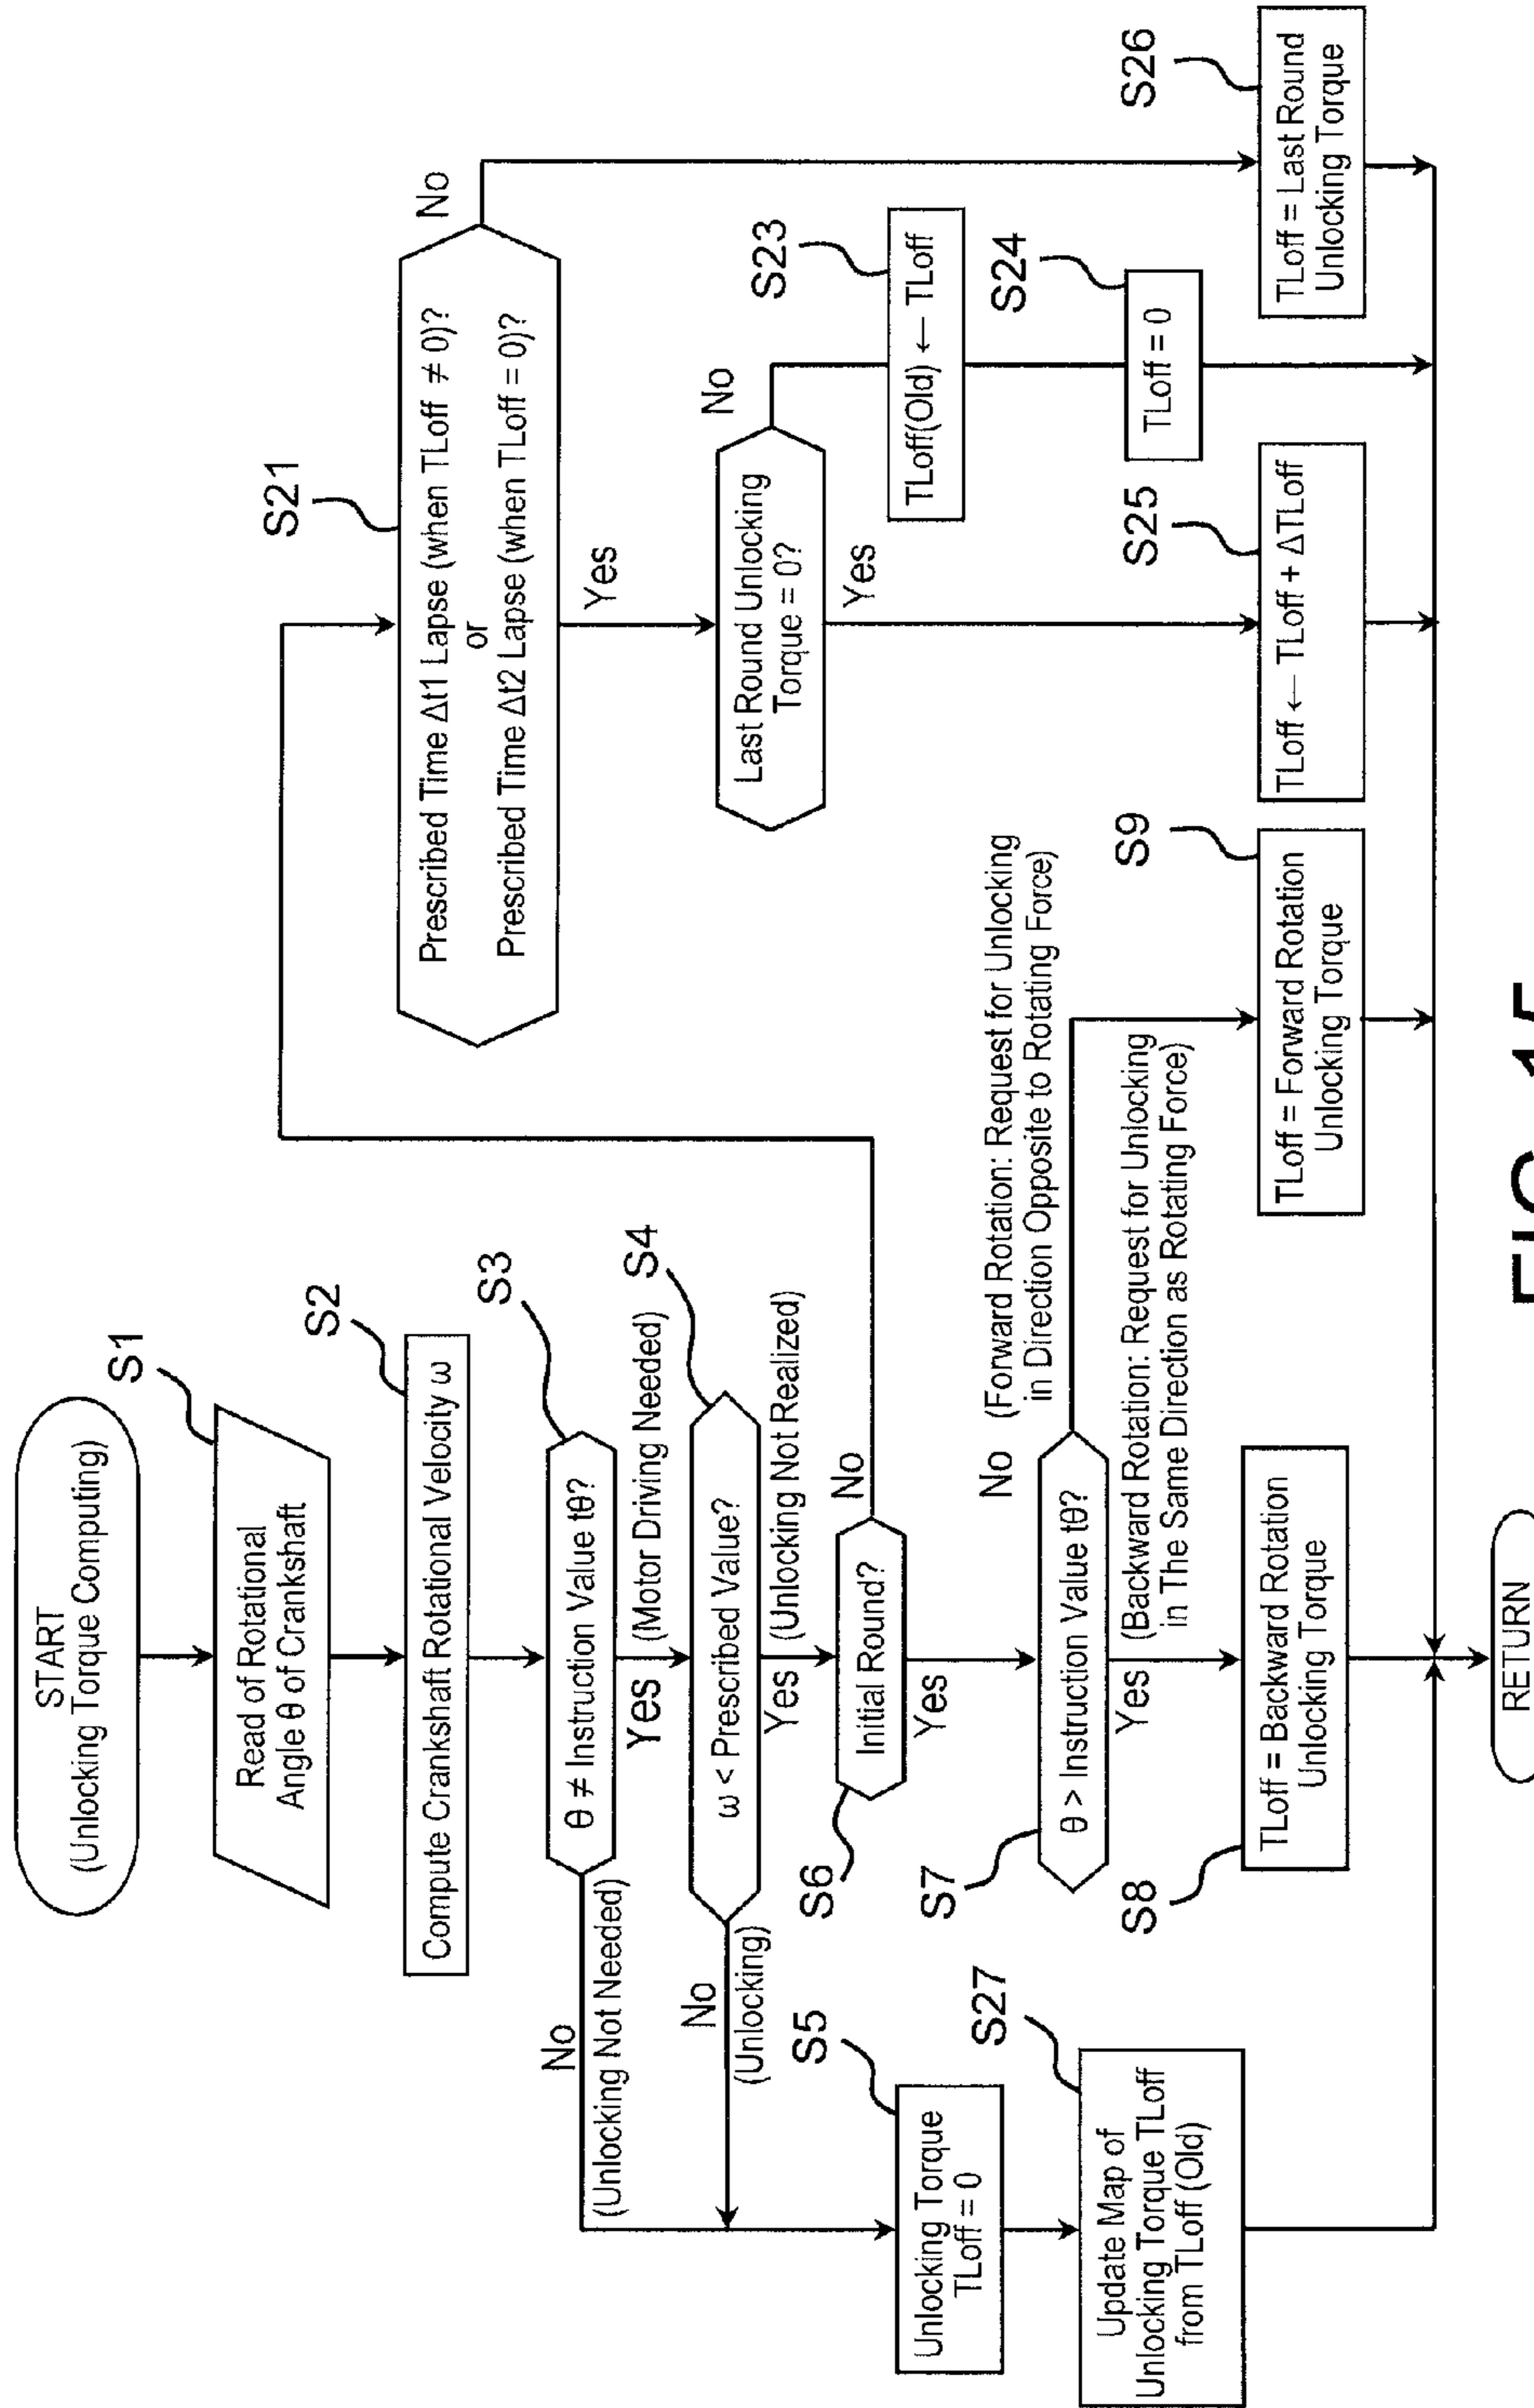 START
(Unlocking Torque Computing)
S1
Read of Rotational
Angle θ of Crankshaft
S2
Compute Crankshaft Rotational Velocity ω
S3
θ ≠ Instruction Value tθ?
No
(Unlocking Not Needed)
Yes
(Motor Driving Needed)
S4
ω < Prescribed Value?
No
(Unlocking)
Yes
(Unlocking Not Realized)
S5
Unlocking Torque
TLoff = 0
S27
Update Map of
Unlocking Torque TLoff
from TLoff (Old)
S6
Initial Round?
No
Yes
S7
θ > Instruction Value tθ?
No
(Forward Rotation: Request for Unlocking
in Direction Opposite to Rotating Force)
Yes
(Backward Rotation: Request for Unlocking
in The Same Direction as Rotating Force)
S8
TLoff = Backward Rotation
Unlocking Torque
S9
TLoff = Forward Rotation
Unlocking Torque
S21
Prescribed Time Δt1 Lapse (when TLoff ≠ 0)?
or
Prescribed Time Δt2 Lapse (when TLoff = 0)?
No
Yes
Last Round Unlocking
Torque = 0?
No
Yes
S23
TLoff(Old) ← TLoff
S24
TLoff = 0
S25
TLoff ← TLoff + ΔTLoff
S26
TLoff = Last Round
Unlocking Torque
RETURN